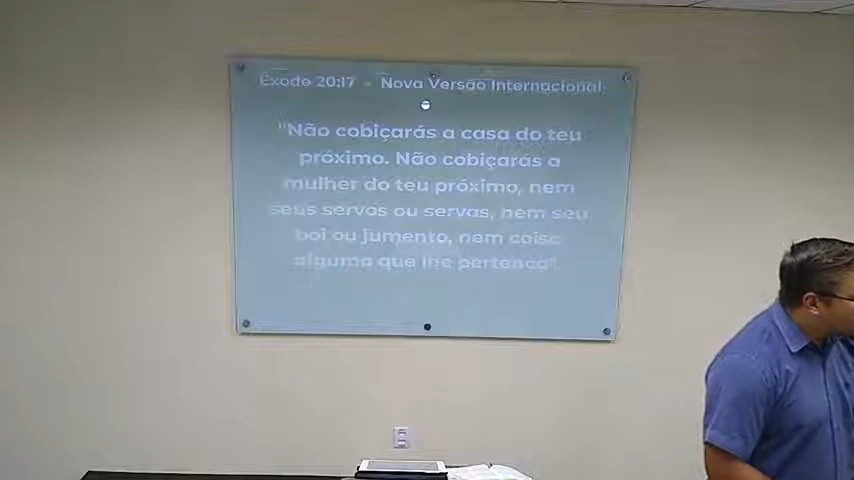 Êxodo 20:17 - Nova Versão Internacional
"Não cobiçarás a casa do teu
próximo. Não cobiçarás a
mulher do teu próximo, nem
seus servos ou servas, nem seu
boi ou jumento, nem coisa
alguma que lhe pertença".